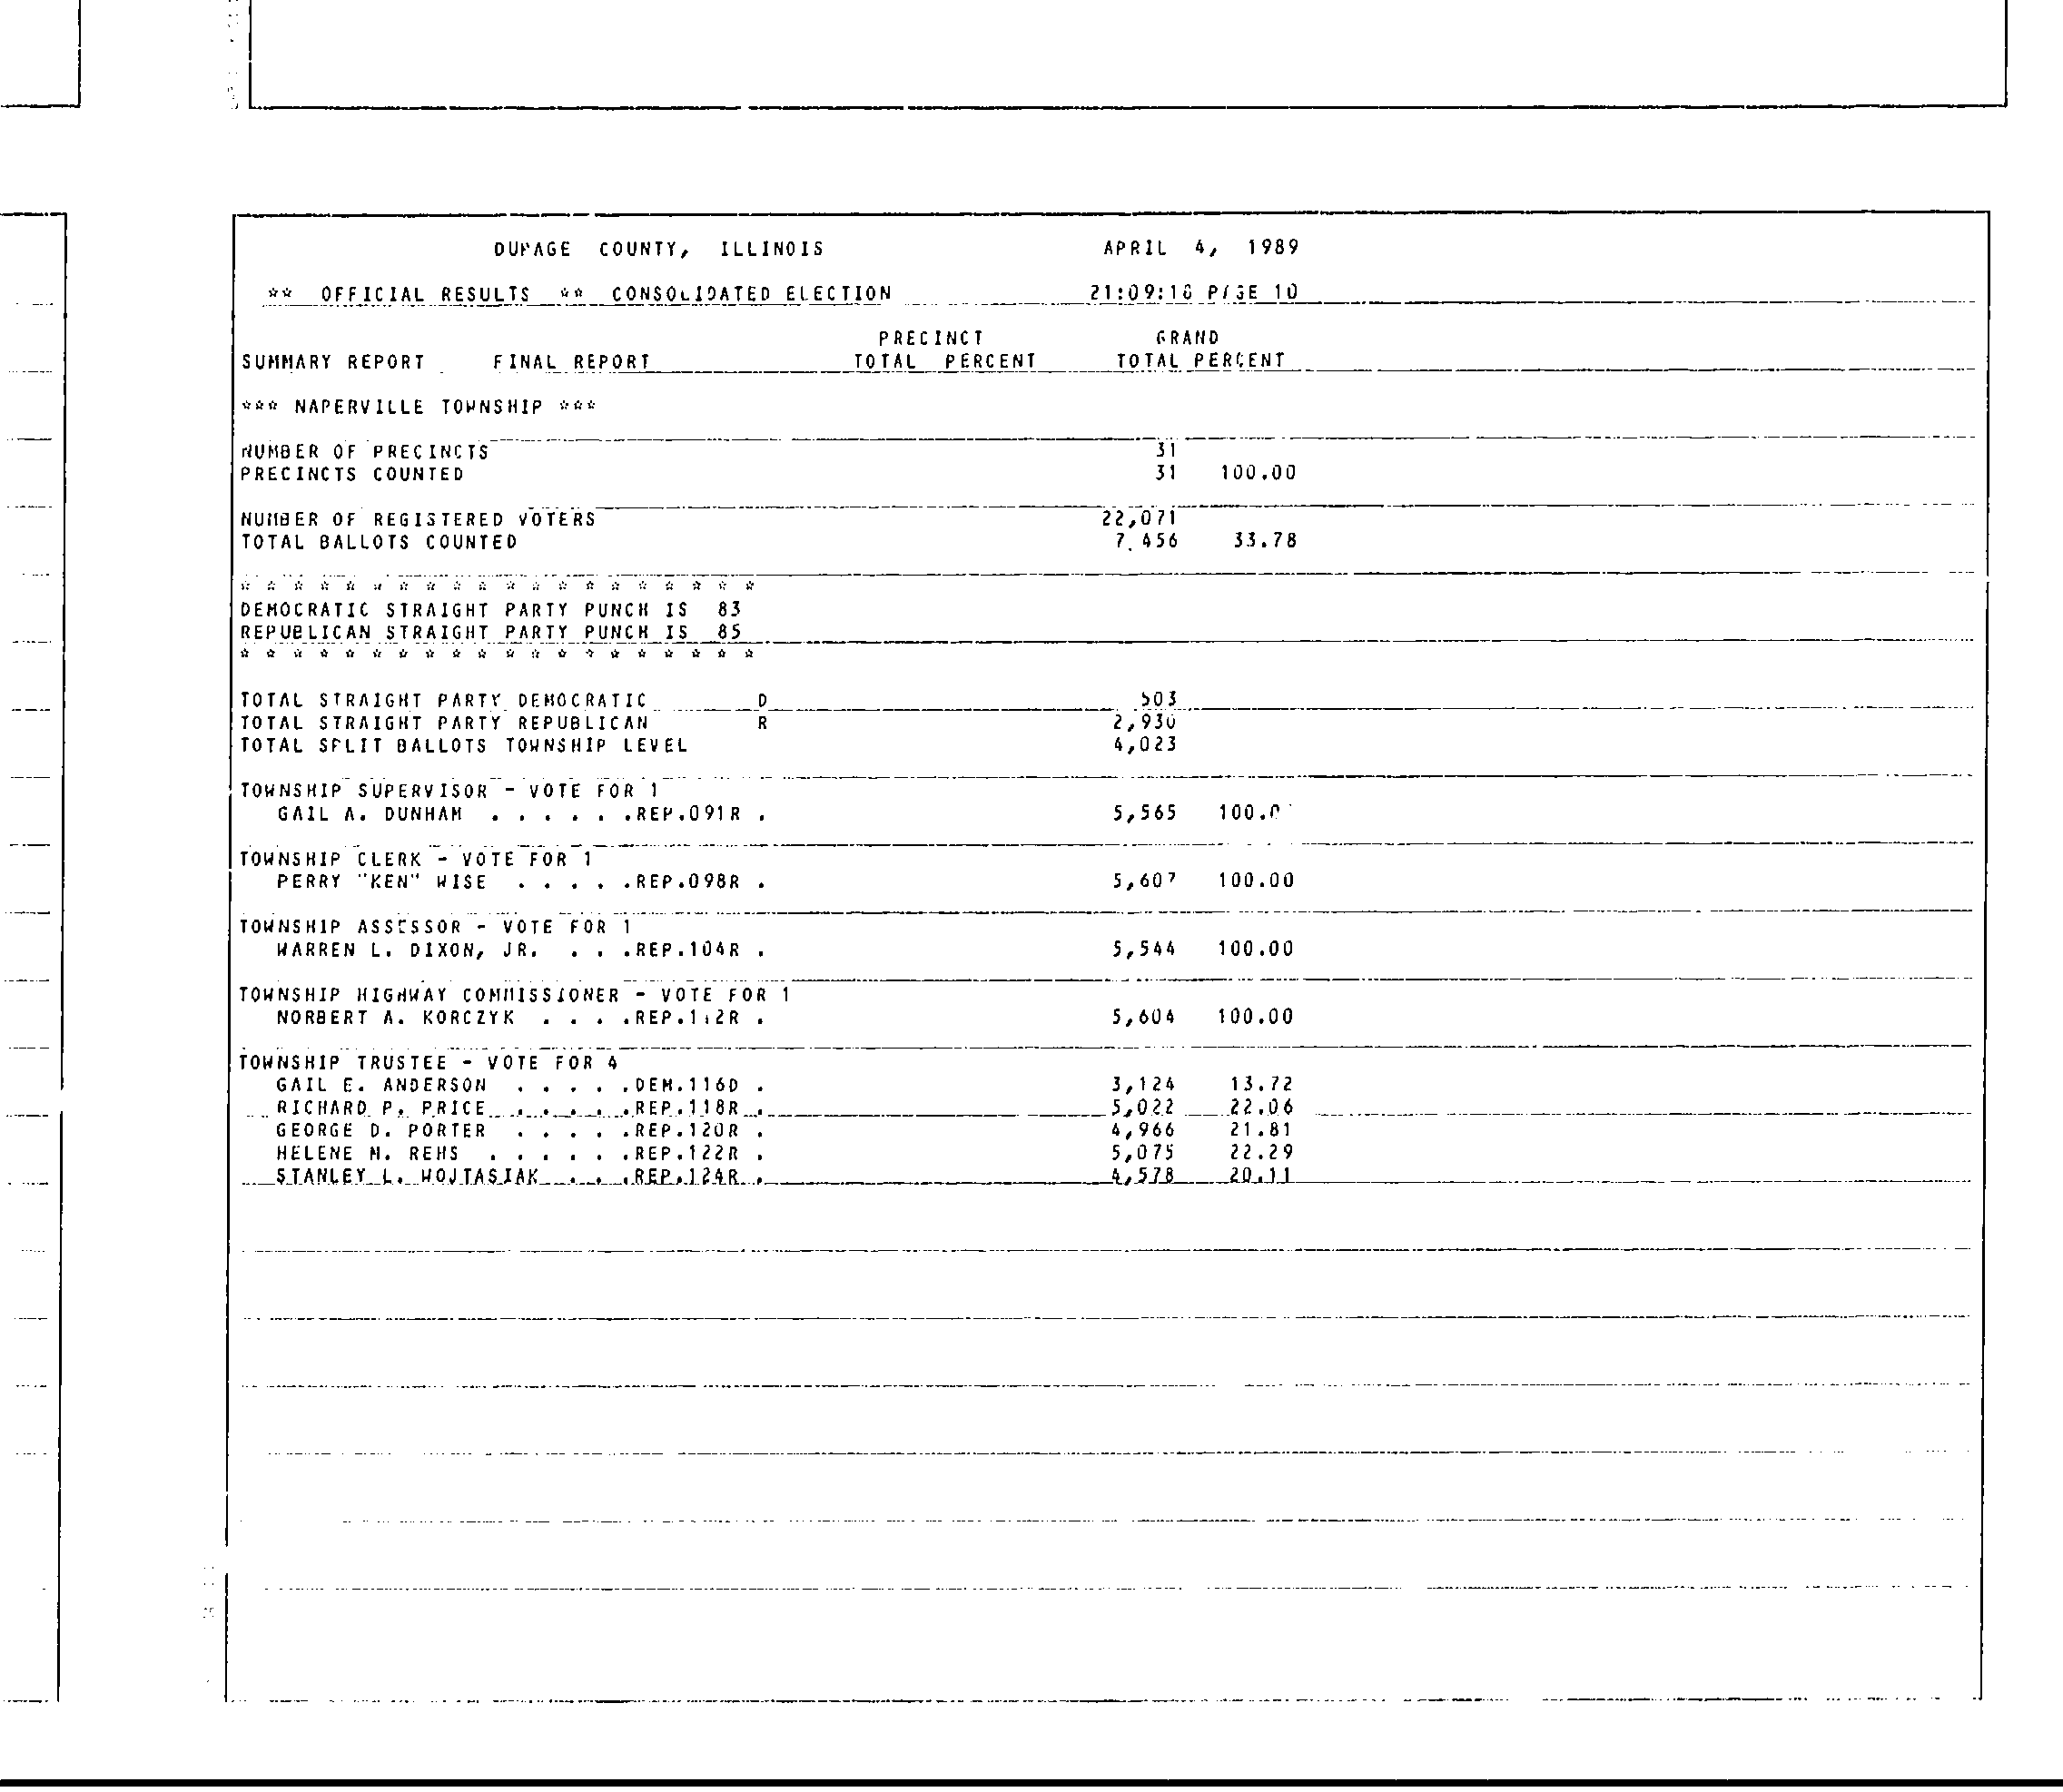 DUPAGE COUNTY, ILLINOIS APRIL 4, 1989
** OFFICIAL RESULTS ** CONSOLIDATED ELECTION PAGE 10
PRECINCT GRAND
SUMMARY REPORT FINAL REPORT TOTAL PERCENT TOTAL PERCENT
*** NAPERVILLE TOWNSHIP ***
NUMBER OF PRECINCTS 31
PRECINCTS COUNTED 31 100.00
NUMBER OF REGISTERED VOTERS 22,071
TOTAL BALLOTS COUNTED 7,456 33.78
* * * * * * * * * * * * * * * * * * * *
DEMOCRATIC STRAIGHT PARTY PUNCH IS 83
REPUBLICAN STRAIGHT PARTY PUNCH IS 85
* * * * * * * * * * * * * * * * * * * *
TOTAL STRAIGHT PARTY DEMOCRATIC D 503
TOTAL STRAIGHT PARTY REPUBLICAN R 2,930
TOTAL SPLIT BALLOTS TOWNSHIP LEVEL 4,023
TOWNSHIP SUPERVISOR - VOTE FOR 1
GAIL A. DUNHAM . . . . . .REP.091R . 5,565
TOWNSHIP CLERK - VOTE FOR 1
PERRY "KEN" WISE . . . . .REP.098R . 5,607 100.00
TOWNSHIP ASSESSOR - VOTE FOR 1
WARREN L. DIXON, JR. . . .REP.104R . 5,544 100.00
TOWNSHIP HIGHWAY COMMISSIONER - VOTE FOR 1
NORBERT A. KORCZYK . . . .REP.112R . 5,604 100.00
TOWNSHIP TRUSTEE - VOTE FOR 4
GAIL E. ANDERSON . . . . .DEM.116D . 3,124 13.72
RICHARD P. PRICE . . . . .REP.118R . 5,022 22.06
GEORGE D. PORTER . . . . .REP.120R . 4,966 21.81
HELENE M. REHS . . . . . .REP.122R . 5,075 22.29
STANLEY L. WOJTASIAK . . .REP.124R . 4,578 20.11